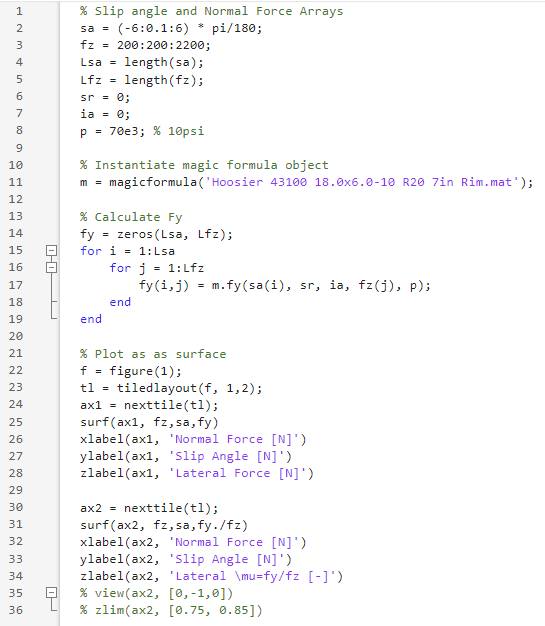 1 % Slip angle and Normal Force Arrays
2 sa = (-6:0.1:6) * pi/180;
3 fz = 200:200:2200;
4 Lsa = length(sa);
5 Lfz = length(fz);
6 sr = 0;
7 ia = 0;
8 p = 70e3; % 10psi
9
10 % Instantiate magic formula object
11 m = magicformula('Hoosier 43100 18.0x6.0-10 R20 7in Rim.mat');
12
13 % Calculate Fy
14 fy = zeros(Lsa, Lfz);
15 for i = 1:Lsa
16 for j = 1:Lfz
17 fy(i,j) = m.fy(sa(i), sr, ia, fz(j), p);
18 end
19 end
20
21 % Plot as as surface
22 f = figure(1);
23 tl = tiledlayout(f, 1,2);
24 ax1 = nexttile(tl);
25 surf(ax1, fz,sa,fy)
26 xlabel(ax1, 'Normal Force [N]')
27 ylabel(ax1, 'Slip Angle [N]')
28 zlabel(ax1, 'Lateral Force [N]')
29
30 ax2 = nexttile(tl);
31 surf(ax2, fz,sa,fy./fz)
32 xlabel(ax2, 'Normal Force [N]')
33 ylabel(ax2, 'Slip Angle [N]')
34 zlabel(ax2, 'Lateral \mu=fy/fz [-]')
35 % view(ax2, [0,-1,0])
36 % zlim(ax2, [0.75, 0.85])